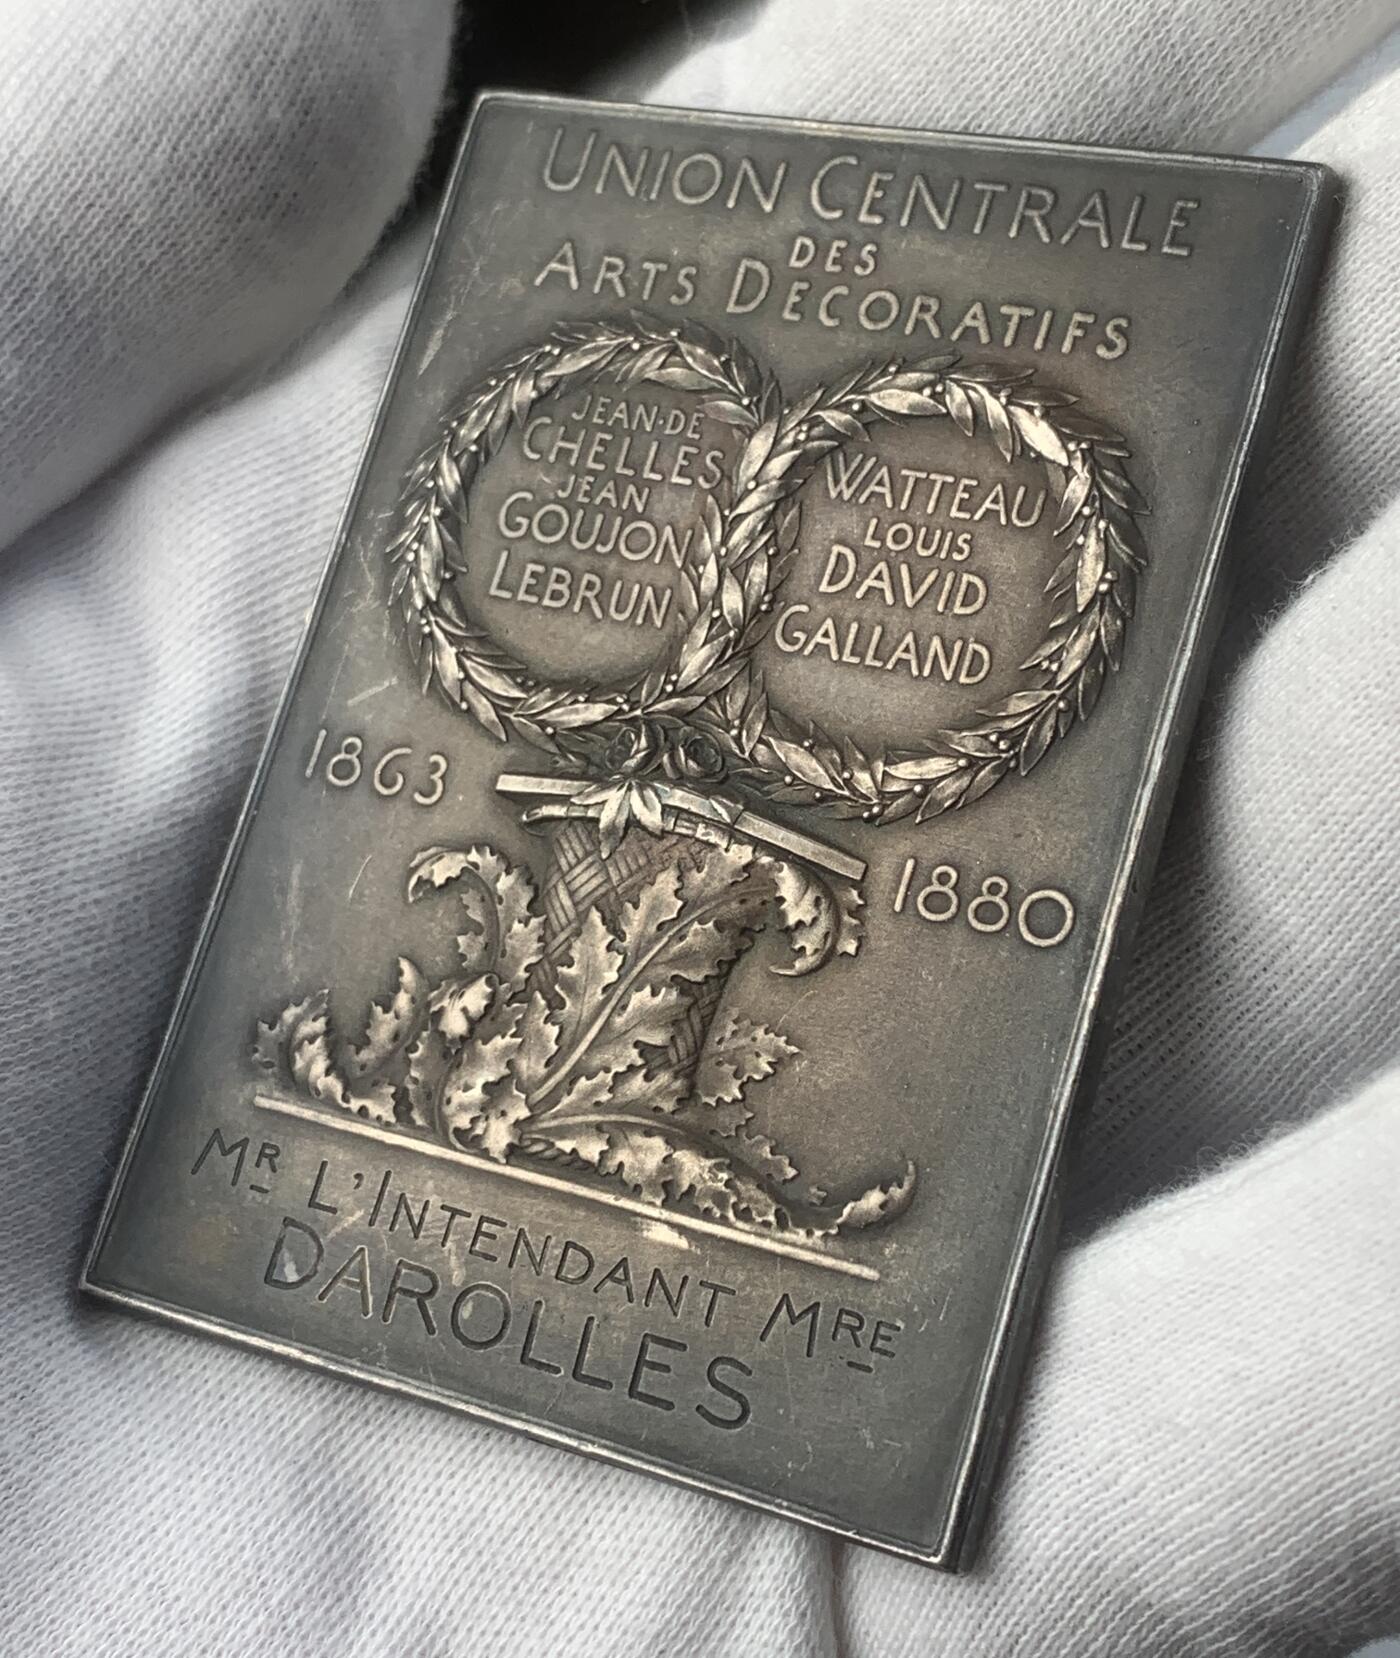 UNION CENTRALE
DES
ARTS DECORATIFS
JEAN·DE
CHELLES
JEAN
GOUJON
LEBRUN
WATTEAU
LOUIS
DAVID
GALLAND
1863
1880
MR L'INTENDANT MRE
DAROLLES